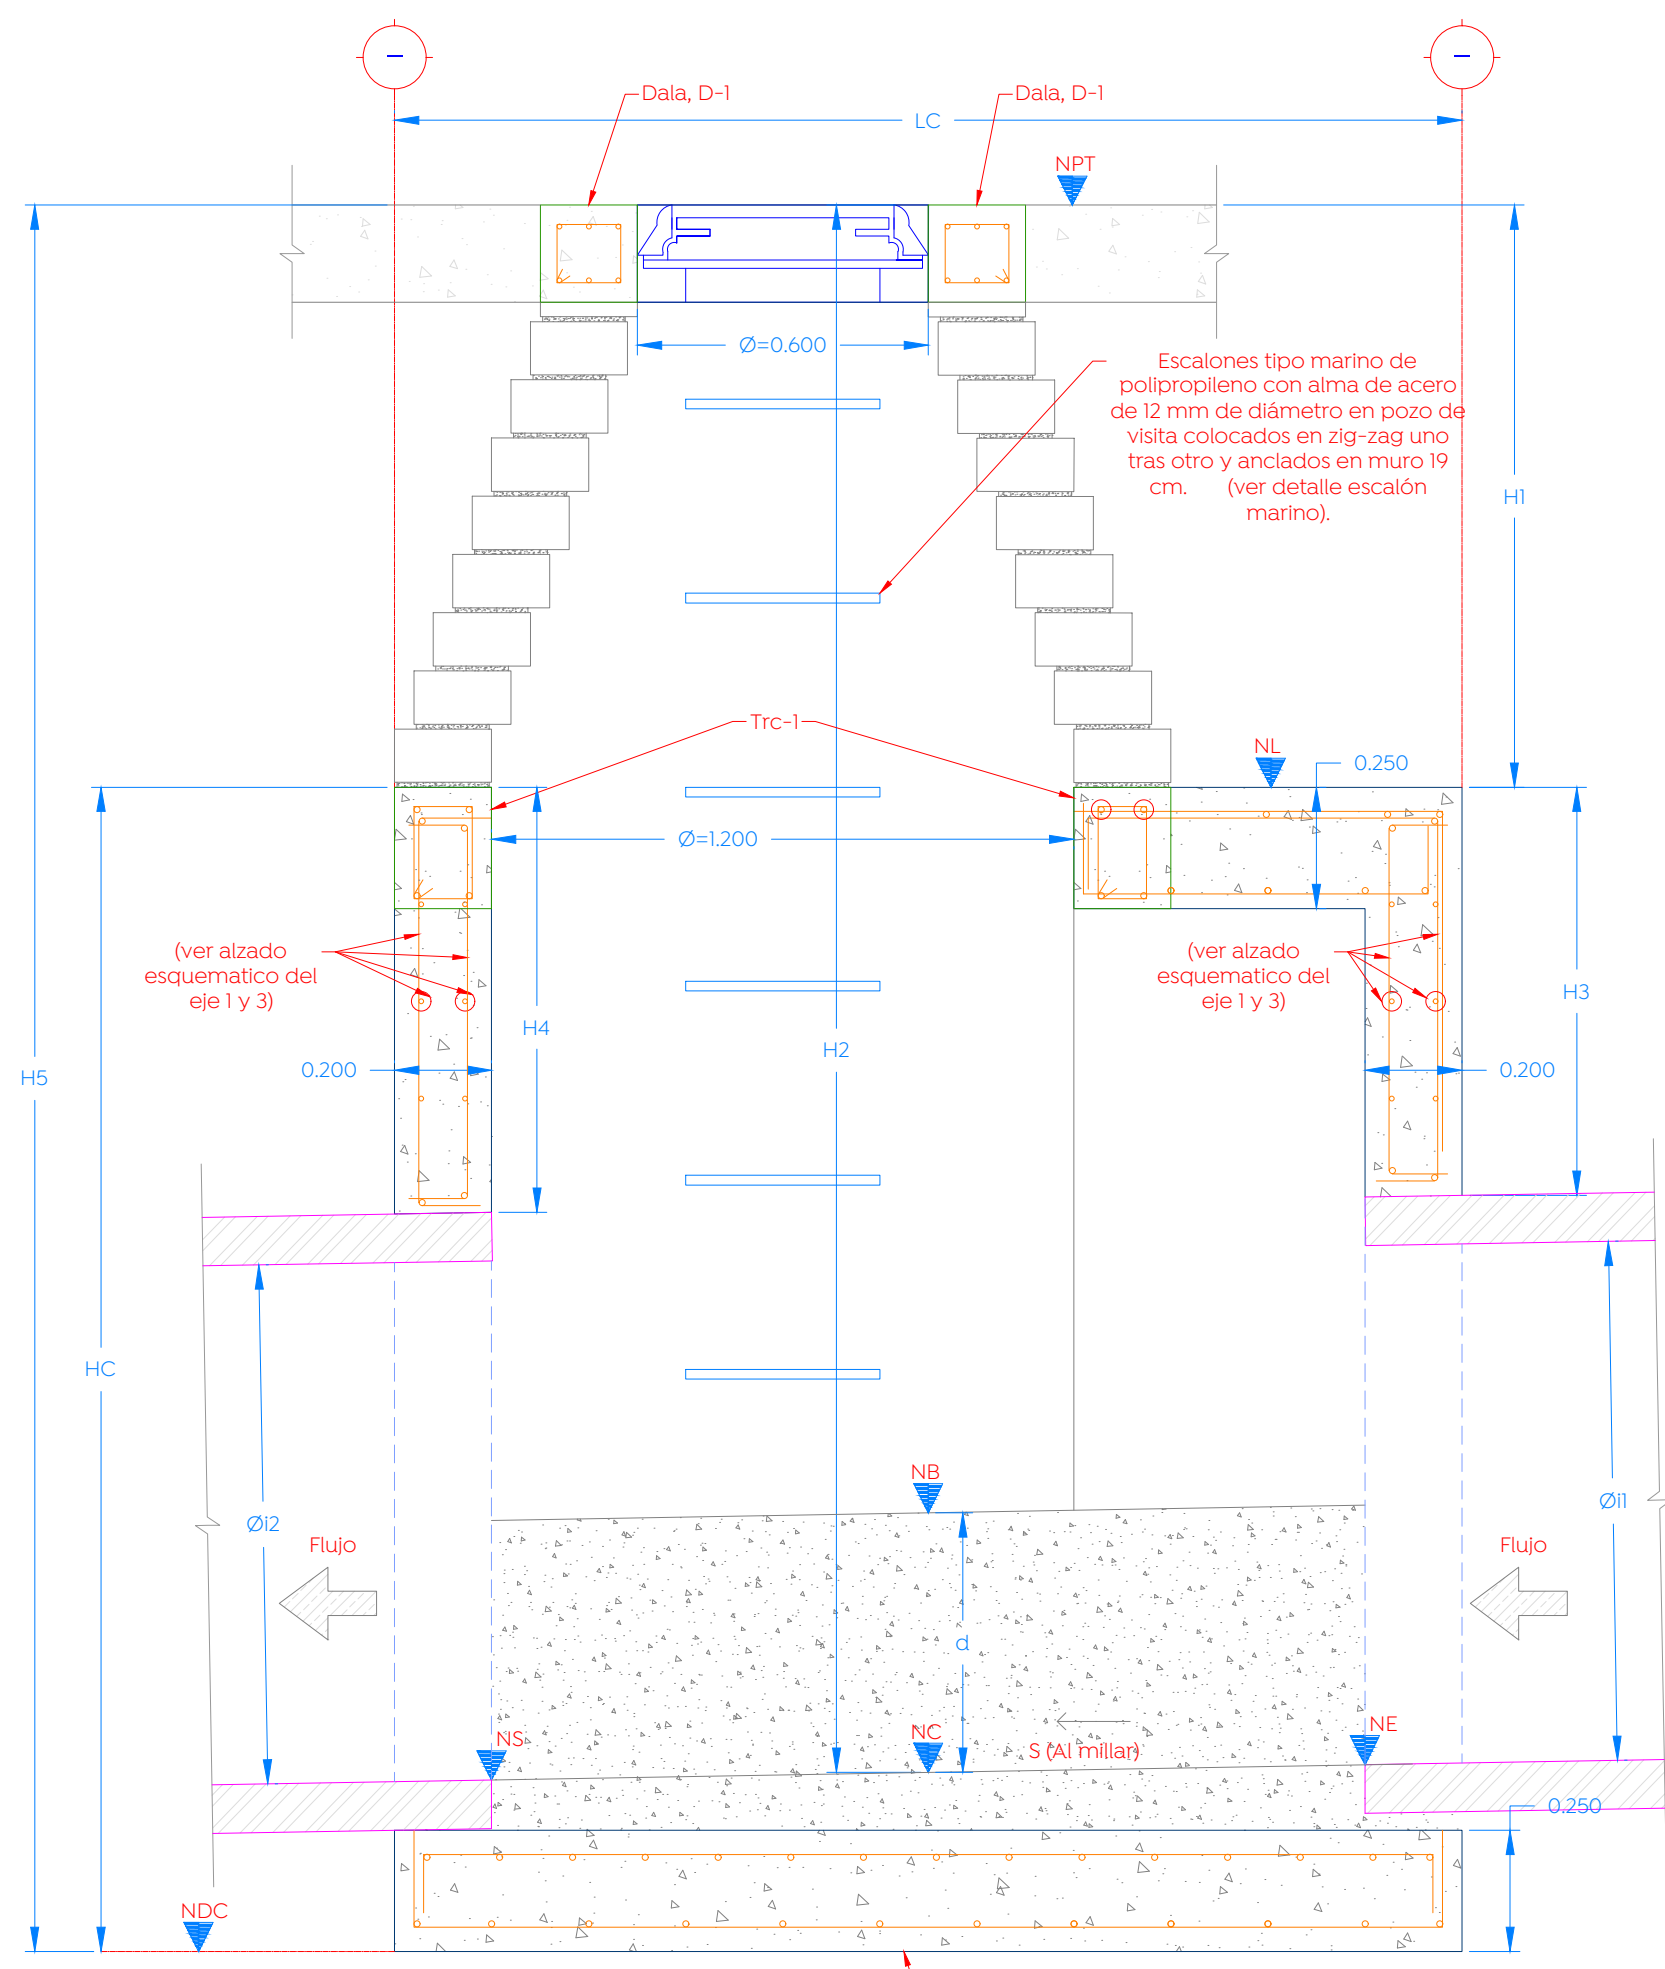 Dala, D-1
Dala, D-1
LC
NPT
Ø=0.600
Escalones tipo marino de
polipropileno con alma de acero
de 12 mm de diámetro en pozo de
visita colocados en zig-zag uno
tras otro y anclados en muro 19
cm. (ver detalle escalón
marino).
H1
Trc-1
NL
0.250
Ø=1.200
(ver alzado
esquematico del
eje 1 y 3)
(ver alzado
esquematico del
eje 1 y 3)
H3
H4
H2
H5
0.200
0.200
HC
NB
Øi2
Øi1
Flujo
Flujo
d
NS
NC
S (Al millar)
NE
0.250
NDC